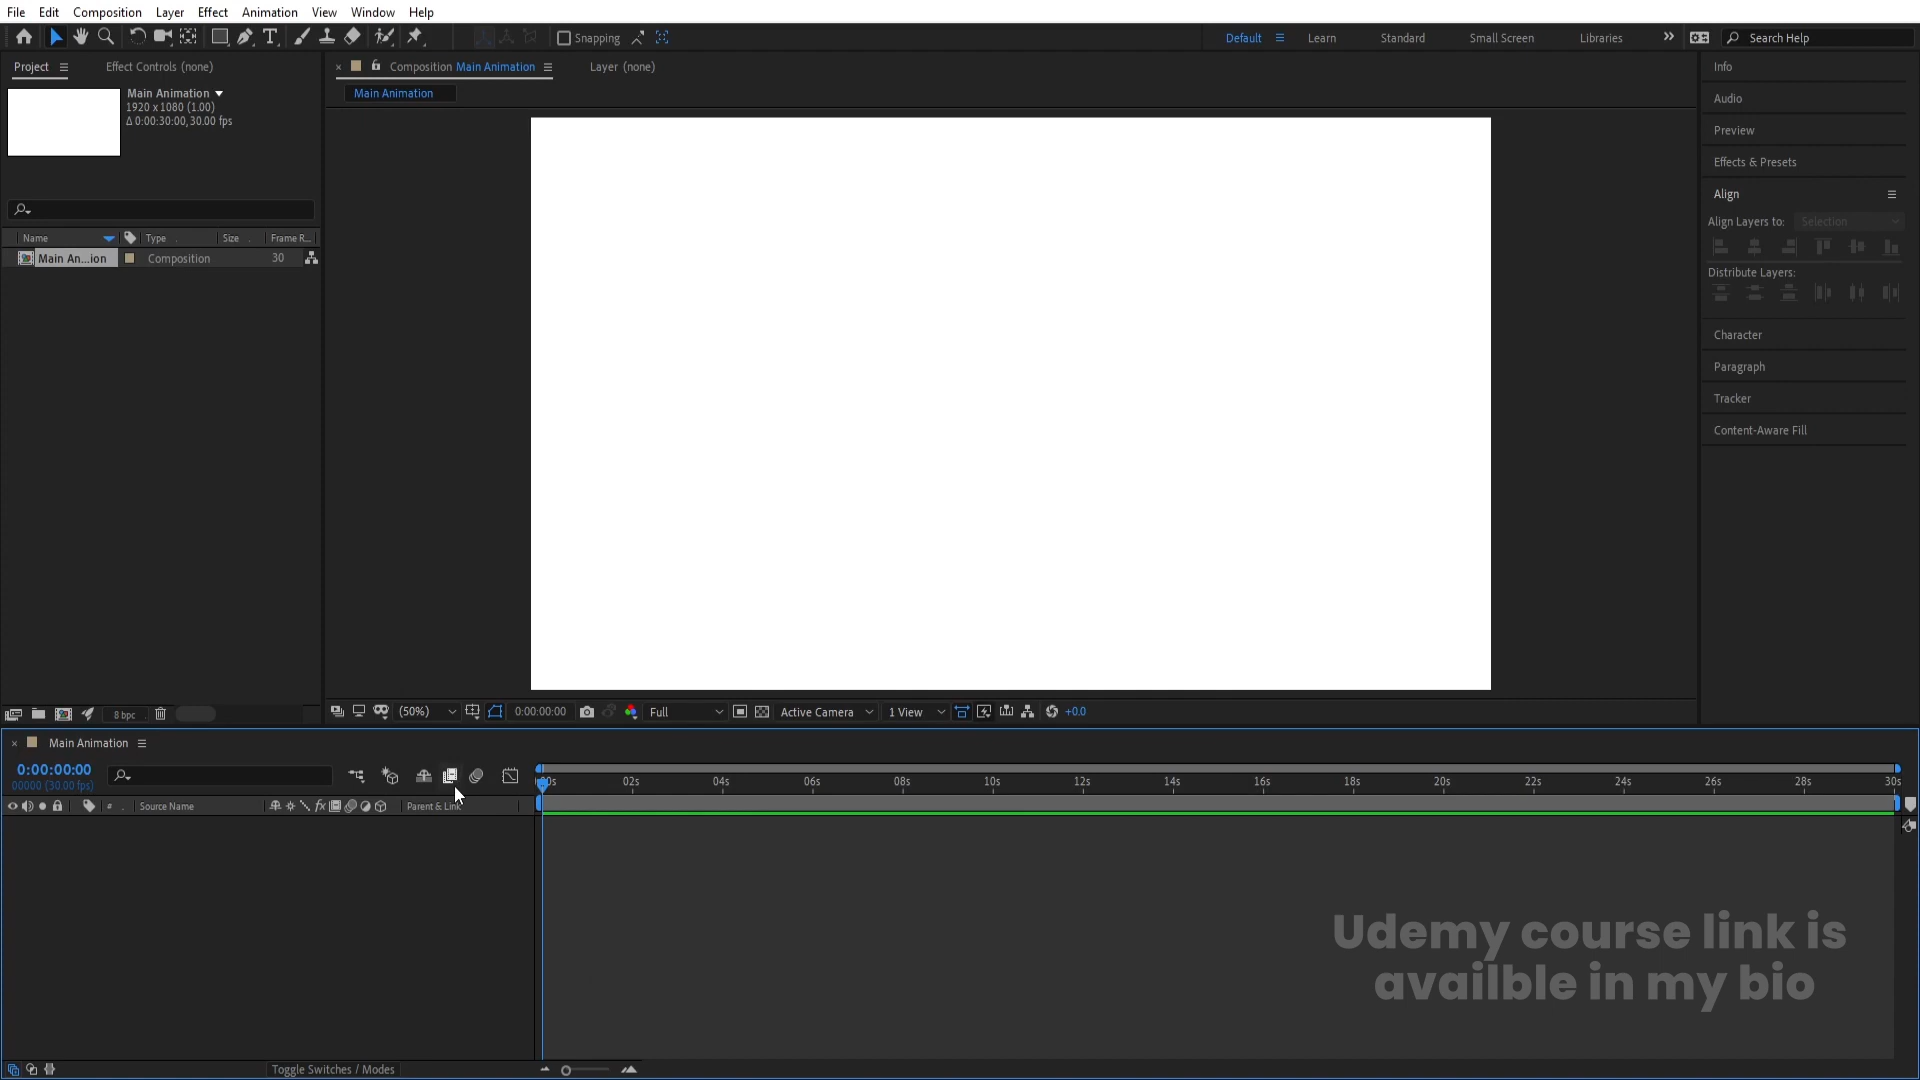 File Edit Composition Layer Effect Animation View Window Help
Snapping
Default Learn Standard Small Screen Libraries Search Help
Project Effect Controls (none)
Composition Main Animation Layer (none)
Main Animation
Main Animation
1920 x 1080 (1.00)
Δ 0:00:30:00, 30.00 fps
Name Type Size Frame R...
Main An...ion Composition 30
8 bpc
(50%) 0:00:00:00 Full Active Camera 1 View +0.0
Info
Audio
Preview
Effects & Presets
Align
Align Layers to: Selection
Distribute Layers:
Character
Paragraph
Tracker
Content-Aware Fill
Main Animation
0:00:00:00
00000 (30.00 fps)
:00s 02s 04s 06s 08s 10s 12s 14s 16s 18s 20s 22s 24s 26s 28s 30s
# Source Name fx Parent & Link
Udemy course link is
availble in my bio
Toggle Switches / Modes